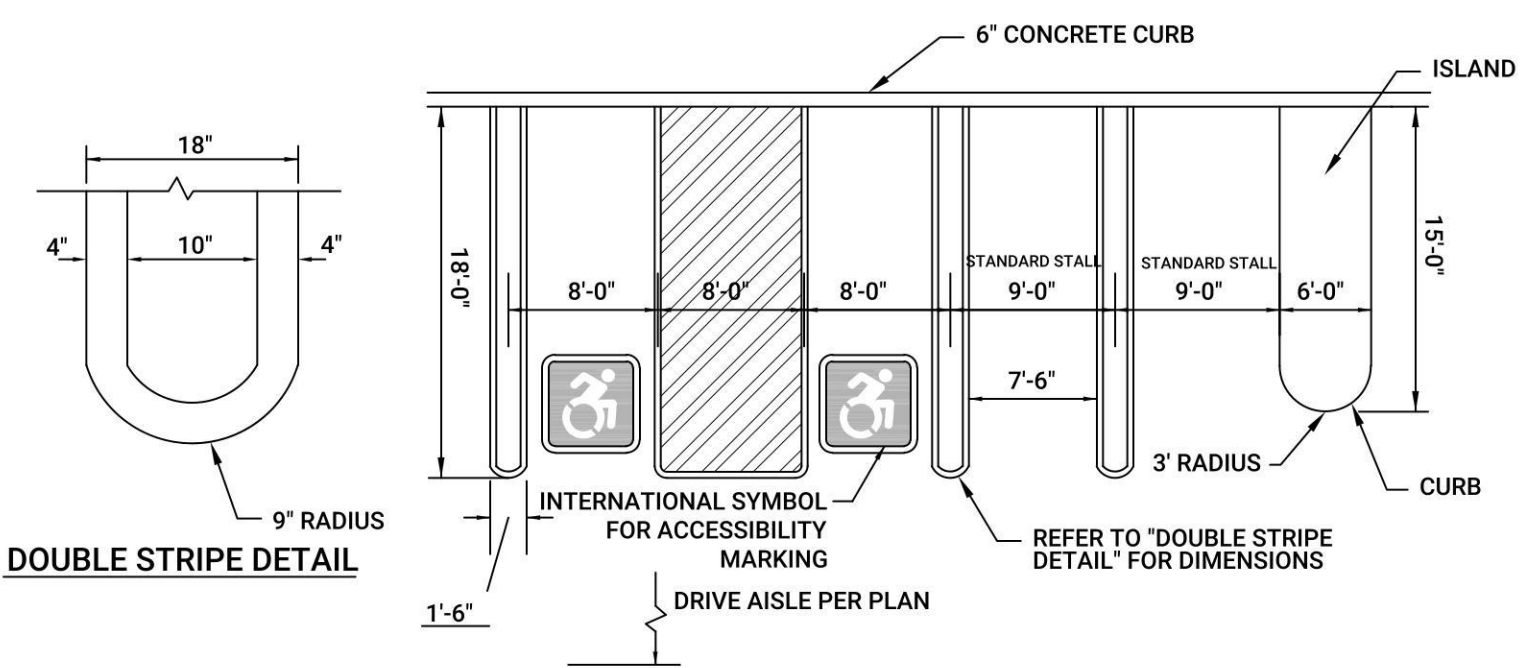 6" CONCRETE CURB
ISLAND
18"
4"
10"
4"
9" RADIUS
DOUBLE STRIPE DETAIL
18'-0"
8'-0"
8'-0"
8'-0"
STANDARD STALL
9'-0"
STANDARD STALL
9'-0"
6'-0"
15'-0"
7'-6"
3' RADIUS
CURB
INTERNATIONAL SYMBOL
FOR ACCESSIBILITY
MARKING
REFER TO "DOUBLE STRIPE
DETAIL" FOR DIMENSIONS
1'-6"
DRIVE AISLE PER PLAN